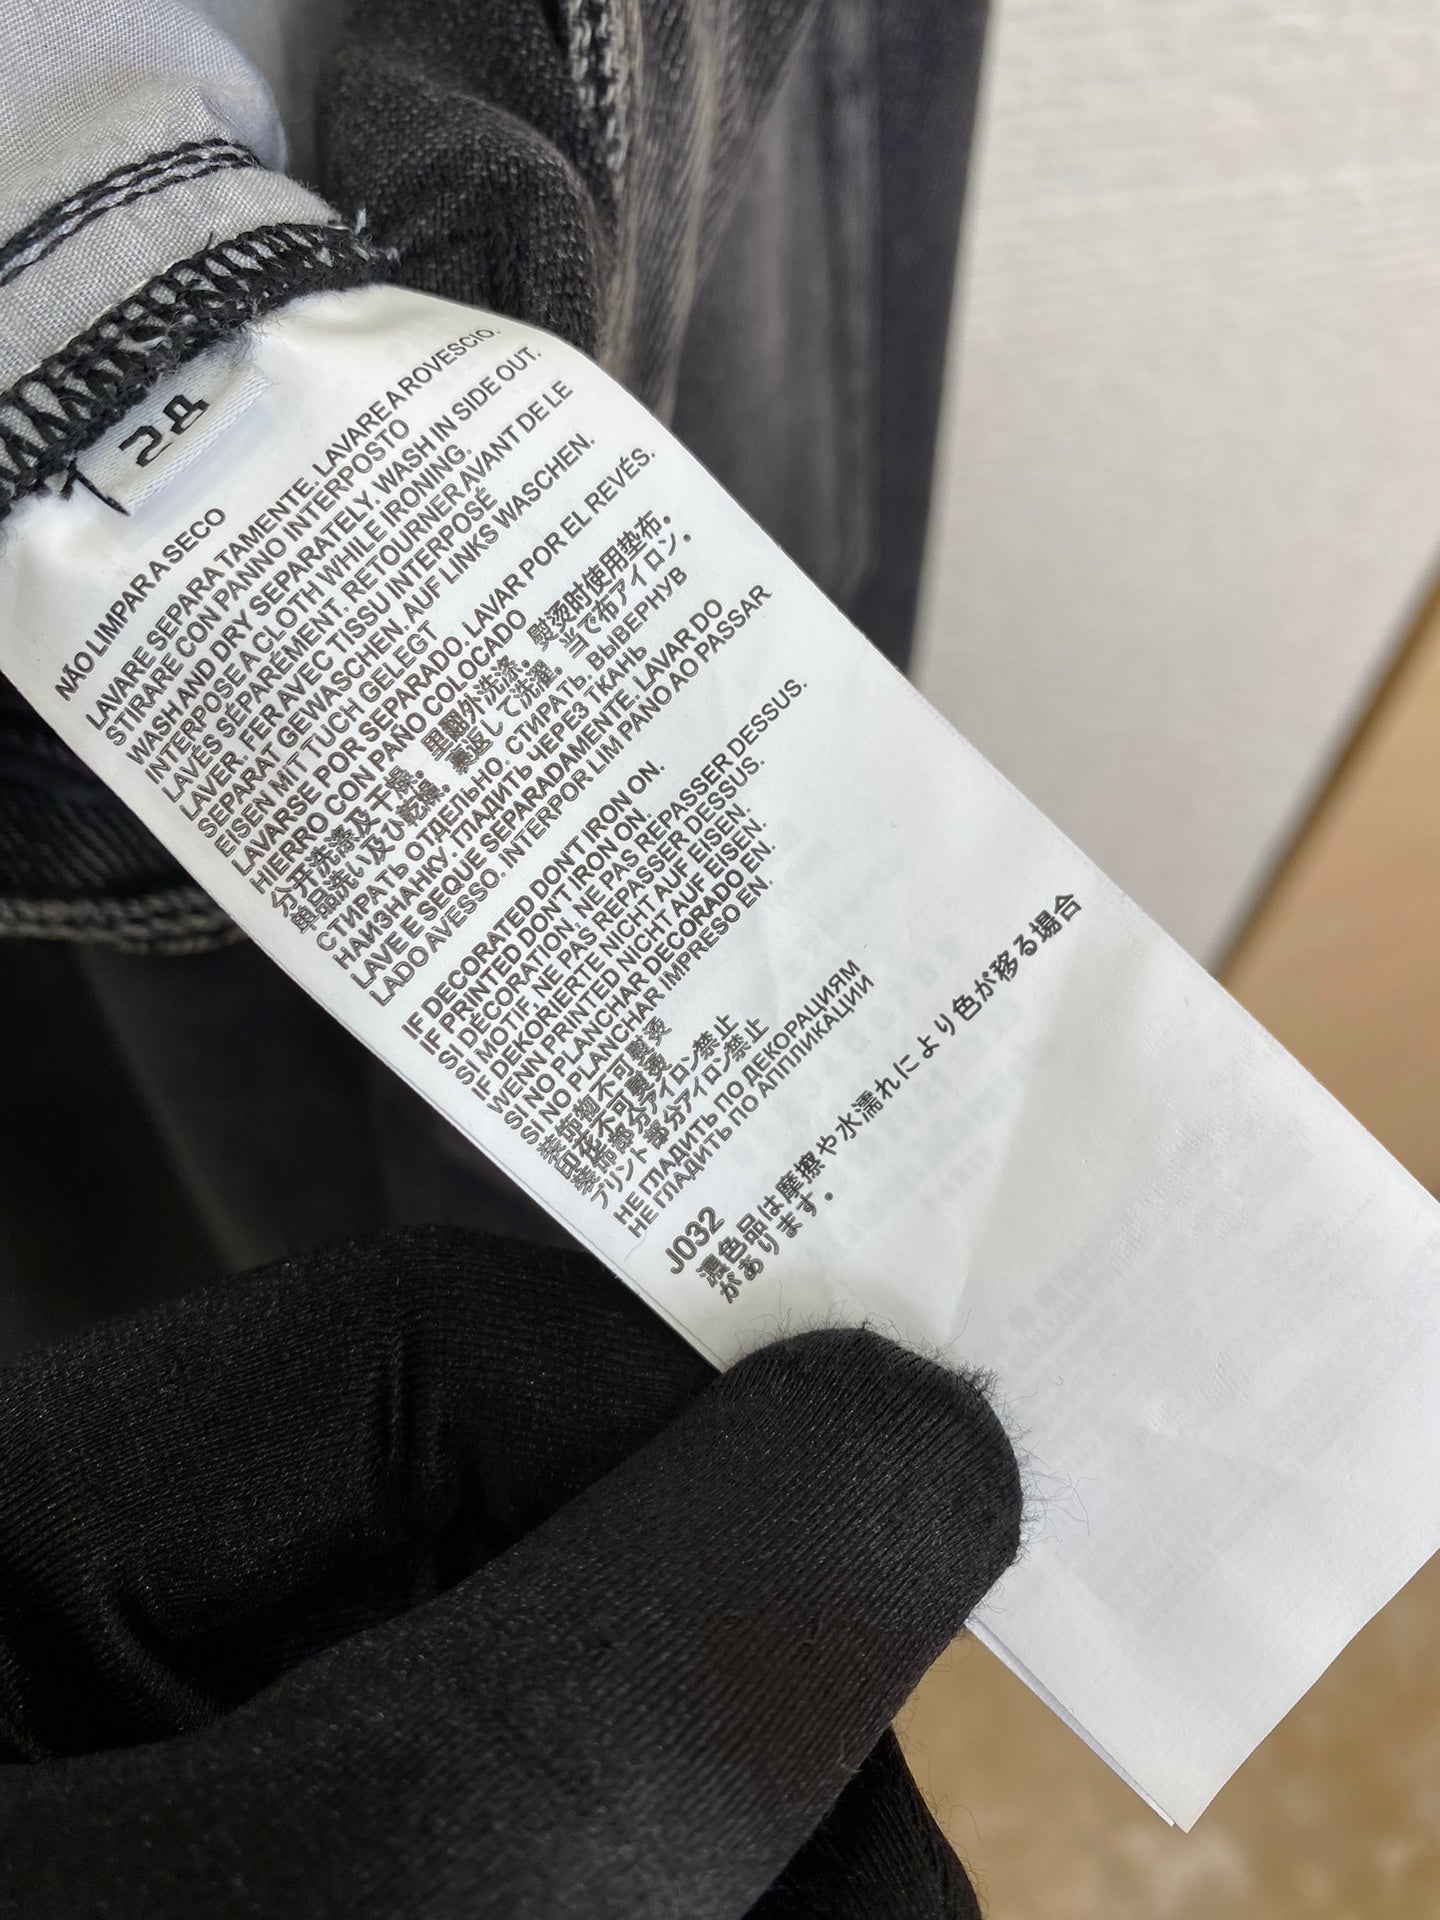 24
NÃO LIMPAR A SECO
LAVARE SEPARA TAMENTE. LAVARE A ROVESCIO.
STIRARE CON PANNO INTERPOSTO
WASH AND DRY SEPARATELY. WASH IN SIDE OUT.
INTERPOSE A CLOTH WHILE IRONING.
LAVÉS SÉPARÉMENT. RETOURNER AVANT DE LE
LAVER. FER AVEC TISSU INTERPOSÉ
SEPARAT GEWASCHEN. AUF LINKS WASCHEN.
EISEN MIT TUCH GELEGT
LAVARSE POR SEPARADO. LAVAR POR EL REVÉS.
HIERRO CON PAÑO COLOCADO
分开洗涤及干燥。里翻外洗涤。熨烫时使用垫布。
単品洗い及び乾燥。裏返して洗濯。当で布アイロン。
СТИРАТЬ ОТДЕЛЬНО. СТИРАТЬ. ВЫВЕРНУВ
НАИЗНАНКУ. ГЛАДИТЬ ЧЕРЕЗ ТКАНЬ
LAVE E SEQUE SEPARADAMENTE. LAVAR DO
LADO AVESSO. INTERPOR LIM PANO AO PASSAR
IF DECORATED DON'T IRON ON.
IF PRINTED DON'T IRON ON.
SI DÉCORATION NE PAS REPASSER DESSUS.
SI MOTIF NE PAS REPASSER DESSUS.
IF DEKORIERTE NICHT AUF EISEN.
WENN PRINTED NICHT AUF EISEN.
SI NO PLANCHAR DECORADO EN.
SI NO PLANCHAR IMPRESO EN.
装飾物不可熨燙
印花不可熨燙
装飾部分アイロン禁止
プリント部分アイロン禁止
НЕ ГЛАДИТЬ ПО ДЕКОРАЦИЯМ
НЕ ГЛАДИТЬ ПО АППЛИКАЦИИ
J032
濃色品は摩擦や水濡れにより色が移る場合
があります。